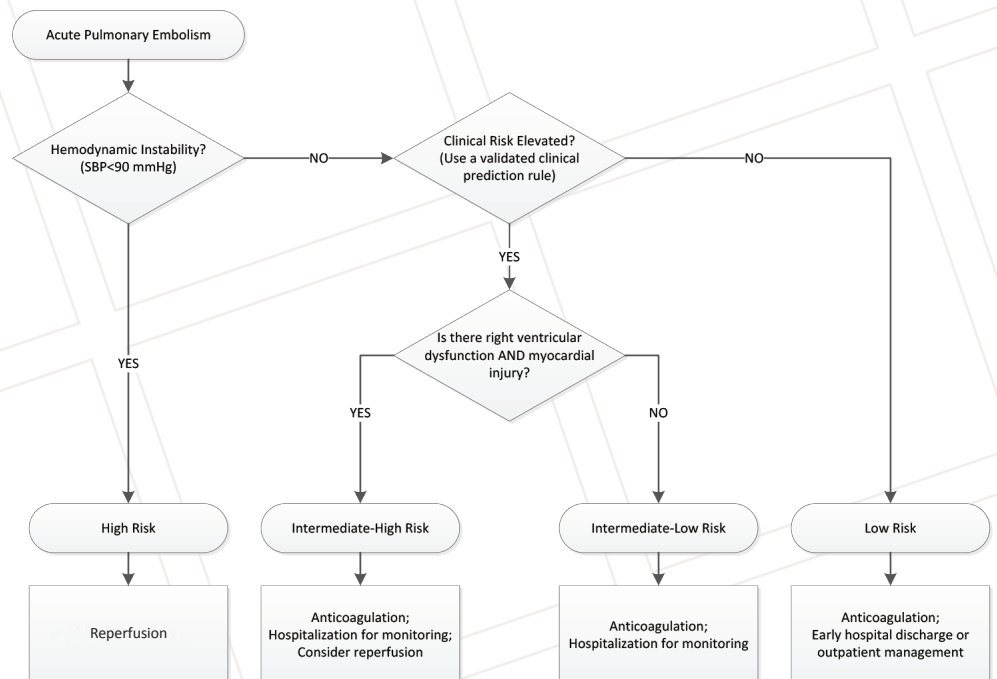 Acute Pulmonary Embolism
Hemodynamic Instability?
(SBP<90 mmHg)
NO
Clinical Risk Elevated?
(Use a validated clinical
prediction rule)
NO
YES
Is there right ventricular
dysfunction AND myocardial
injury?
YES
YES
NO
High Risk
Intermediate-High Risk
Intermediate-Low Risk
Low Risk
Reperfusion
Anticoagulation;
Hospitalization for monitoring;
Consider reperfusion
Anticoagulation;
Hospitalization for monitoring
Anticoagulation;
Early hospital discharge or
outpatient management